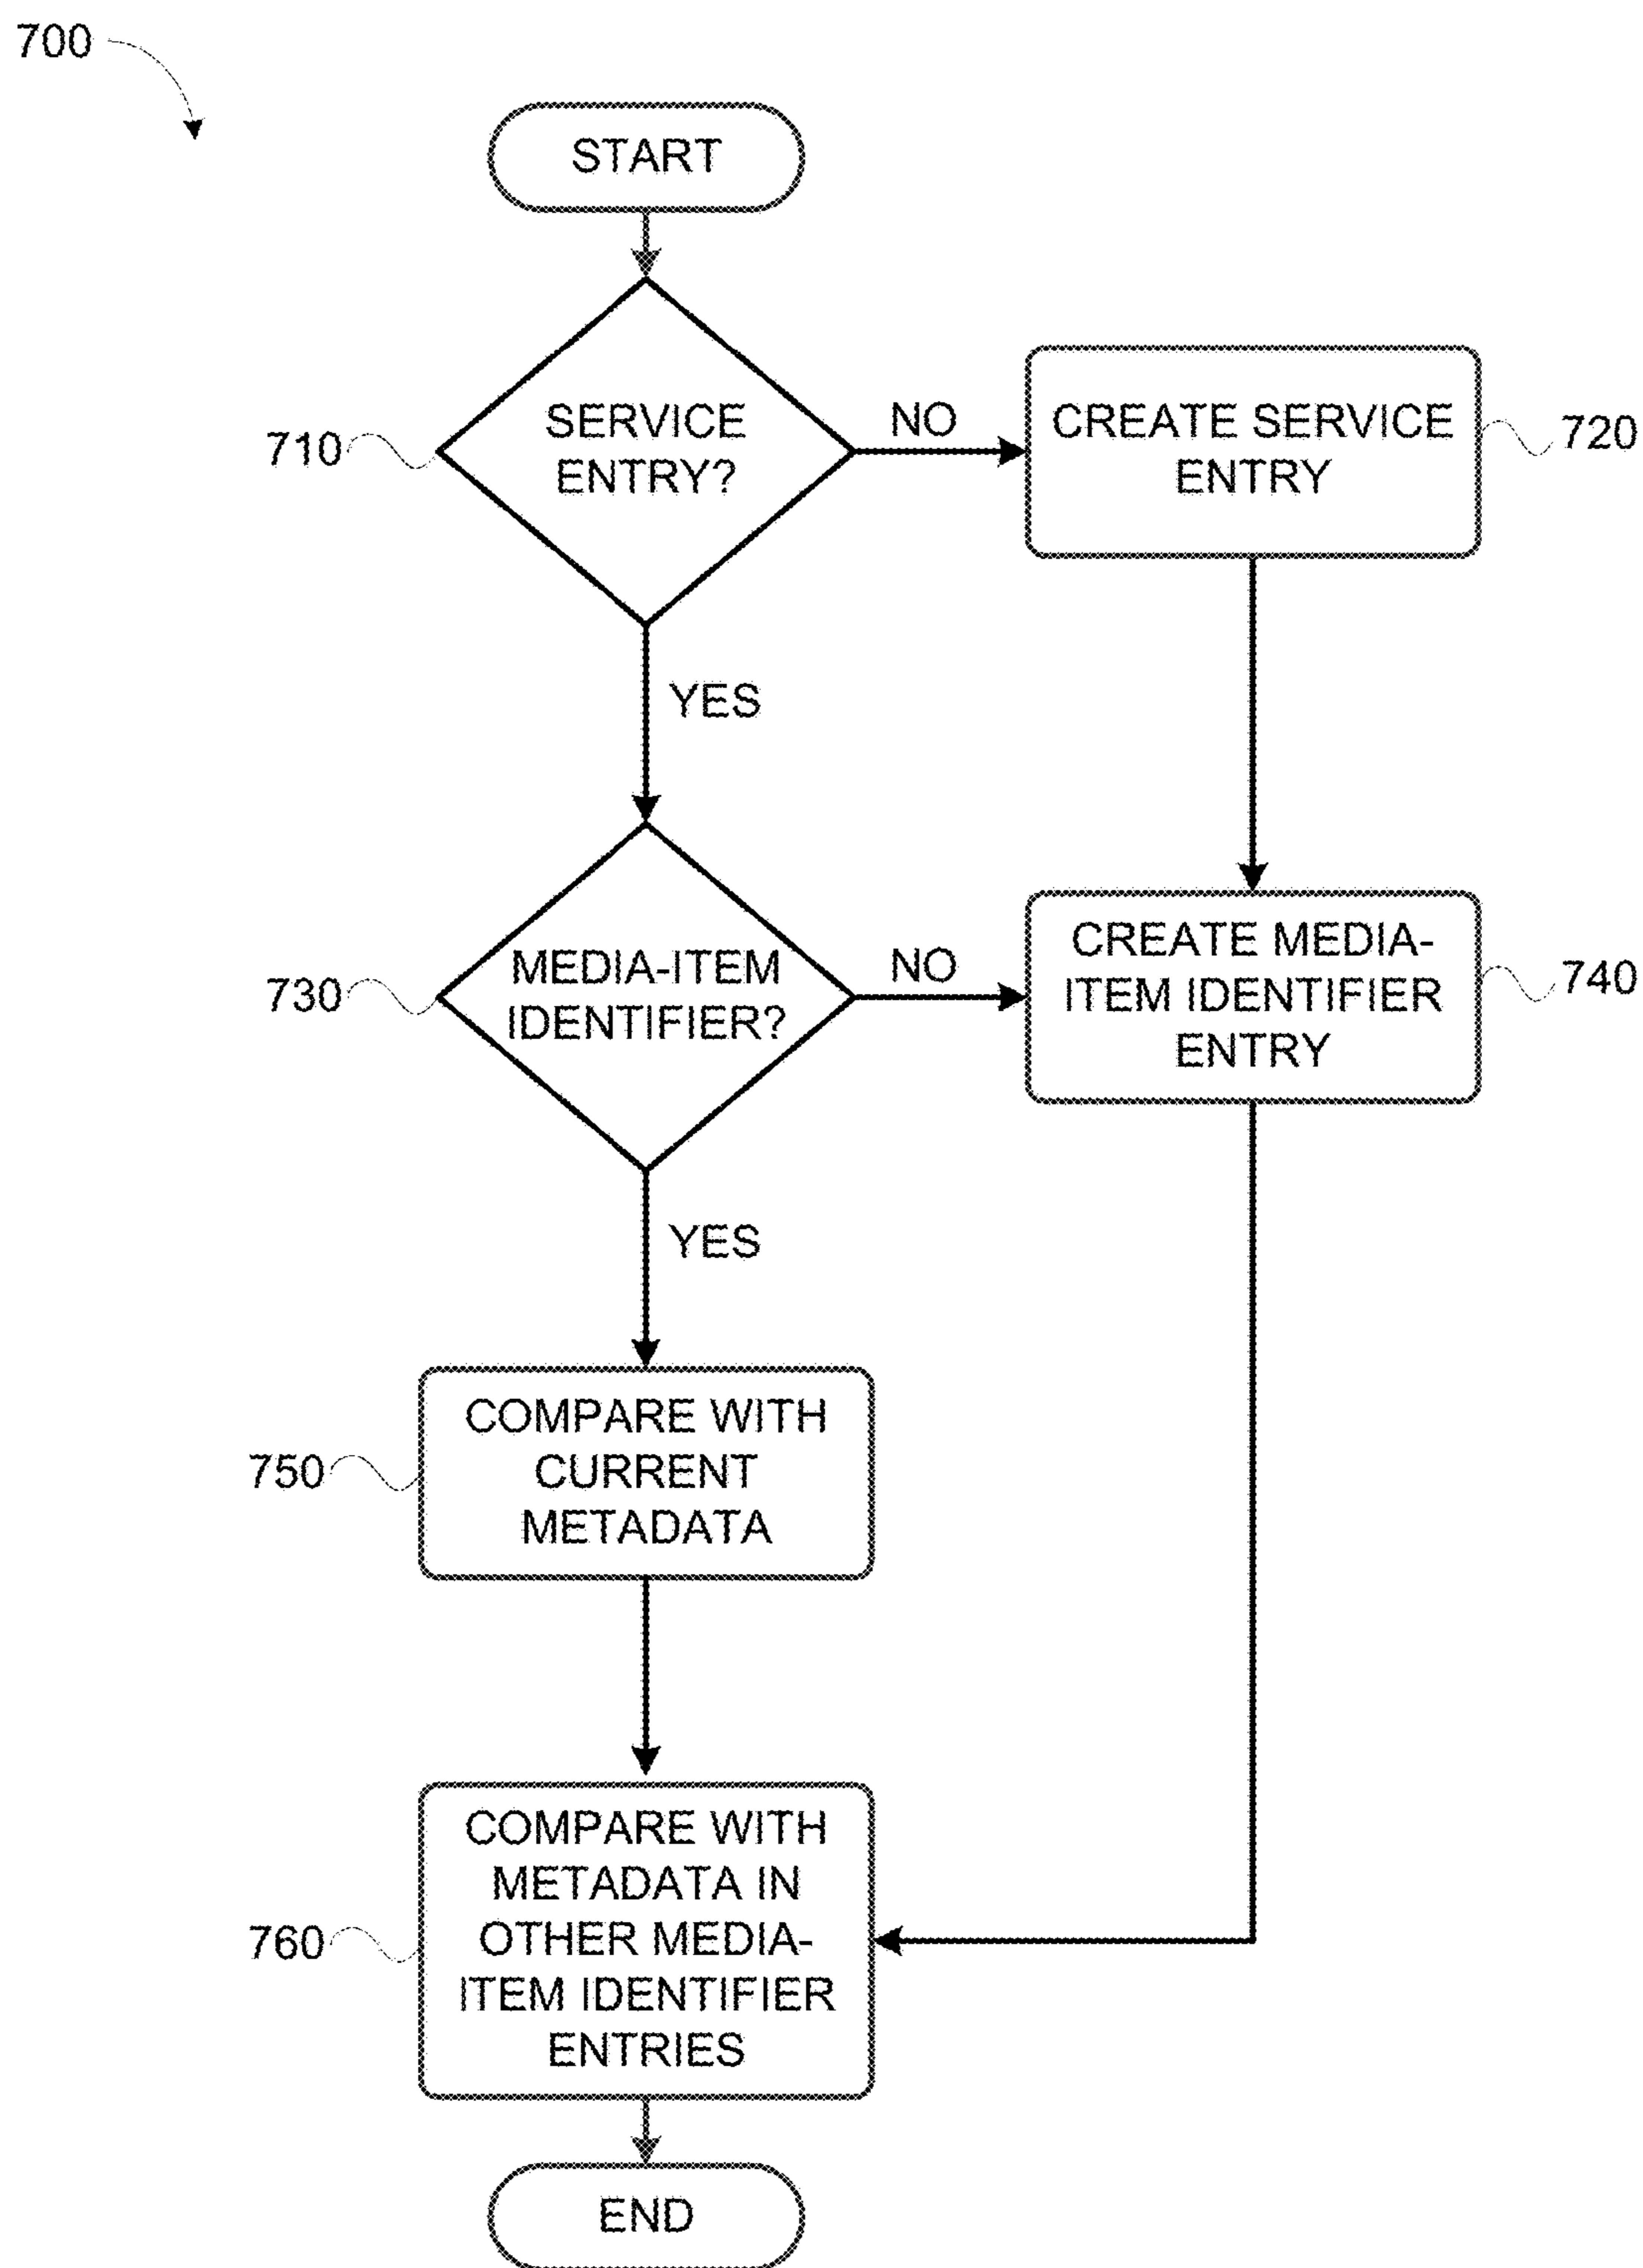 700
START
SERVICE
ENTRY?
710
NO
CREATE SERVICE
ENTRY
720
YES
MEDIA-ITEM
IDENTIFIER?
730
NO
CREATE MEDIA-
ITEM IDENTIFIER
ENTRY
740
YES
COMPARE WITH
CURRENT
METADATA
750
COMPARE WITH
METADATA IN
OTHER MEDIA-
ITEM IDENTIFIER
ENTRIES
760
END